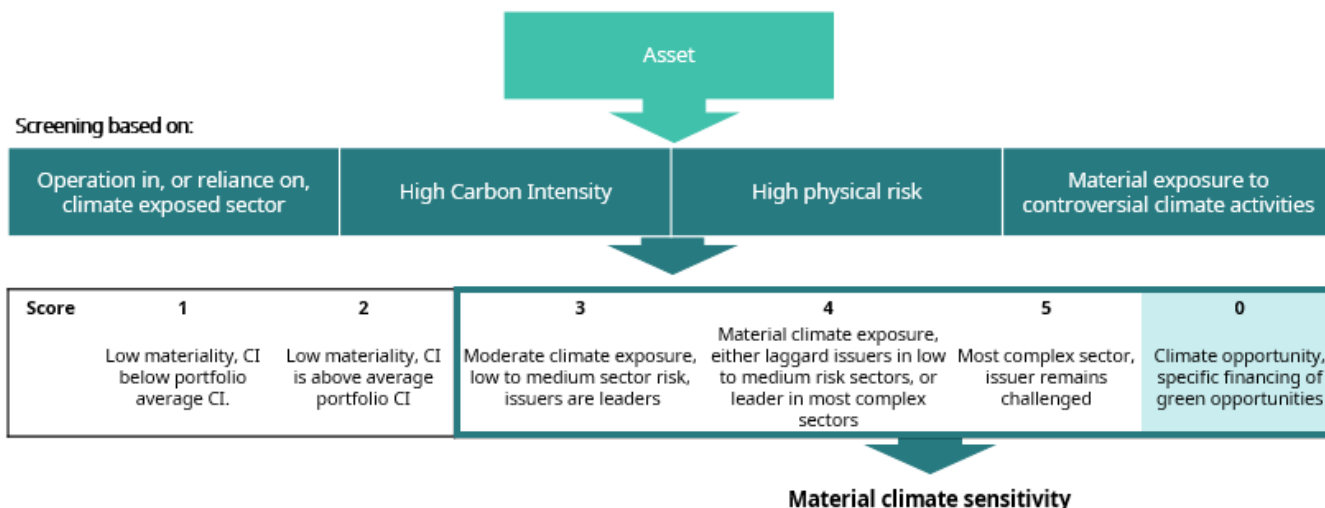 Asset
Screening based on:
Operation in, or reliance on,
climate exposed sector
High Carbon Intensity
High physical risk
Material exposure to
controversial climate activities
Score
1
2
3
4
5
0
Low materiality, CI
below portfolio
average CI.
Low materiality, CI
is above average
portfolio CI
Moderate climate exposure,
low to medium sector risk,
issuers are leaders
Material climate exposure,
either laggard issuers in low
to medium risk sectors, or
leader in most complex
sectors
Most complex sector,
issuer remains
challenged
Climate opportunity,
specific financing of
green opportunities
Material climate sensitivity